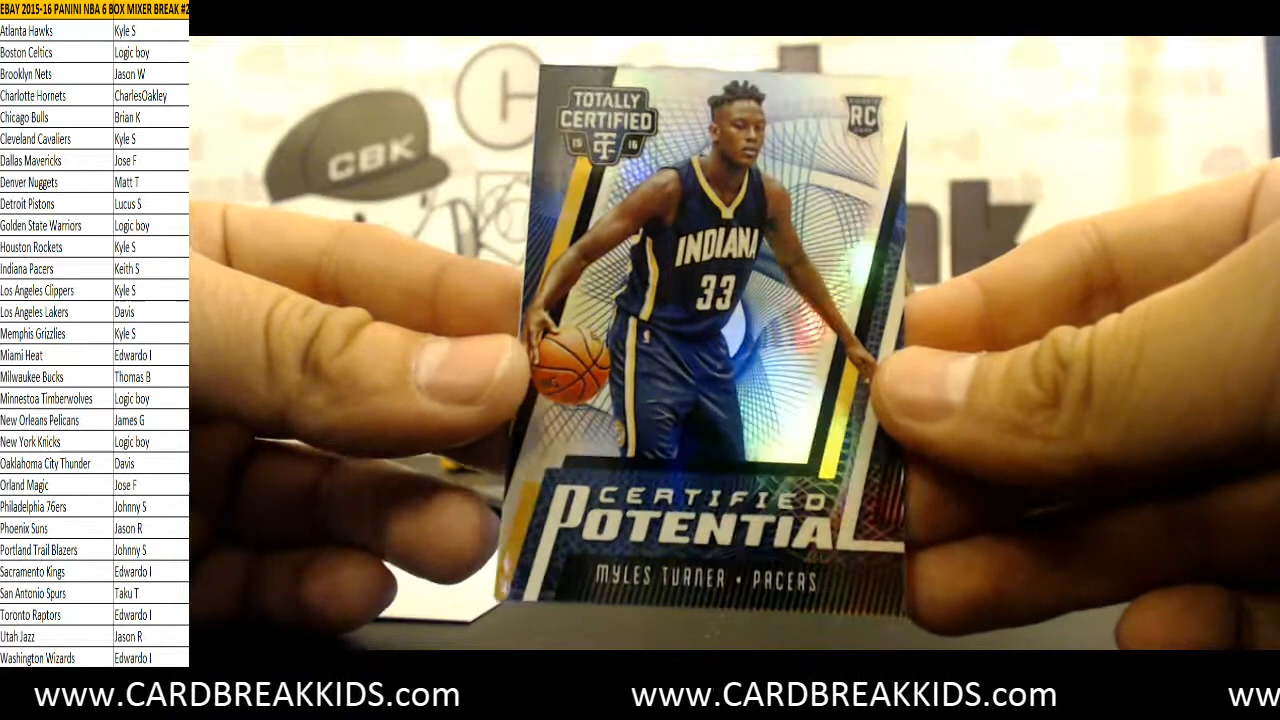 EBAY 2015-16 PANINI NBA 6 BOX MIXER BREAK #2
Atlanta Hawks Kyle S
Boston Celtics Logic boy
Brooklyn Nets Jason W
Charlotte Hornets CharlesOakley
Chicago Bulls Brian K
Cleveland Cavaliers Kyle S
Dallas Mavericks Jose F
Denver Nuggets Matt T
Detroit Pistons Lucus S
Golden State Warriors Logic boy
Houston Rockets Kyle S
Indiana Pacers Keith S
Los Angeles Clippers Kyle S
Los Angeles Lakers Davis
Memphis Grizzlies Kyle S
Miami Heat Edwardo I
Milwaukee Bucks Thomas B
Minnestoa Timberwolves Logic boy
New Orleans Pelicans James G
New York Knicks Logic boy
Oaklahoma City Thunder Davis
Orland Magic Jose F
Philadelphia 76ers Johnny S
Phoenix Suns Jason R
Portland Trail Blazers Johnny S
Sacramento Kings Edwardo I
San Antonio Spurs Taku T
Toronto Raptors Edwardo I
Utah Jazz Jason R
Washington Wizards Edwardo I
CBK
TOTALLY
CERTIFIED
15 TC 16
RC
INDIANA
33
CERTIFIED
POTENTIAL
MYLES TURNER • PACERS
www.CARDBREAKKIDS.com www.CARDBREAKKIDS.com ww